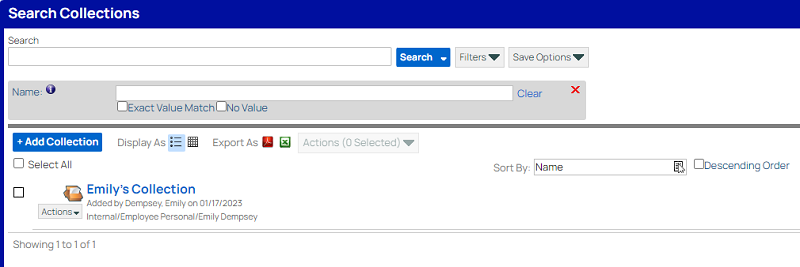 Search Collections
Search
Search Filters Save Options
Name: Clear
Exact Value Match No Value
+ Add Collection Display As Export As Actions (0 Selected)
Select All Sort By: Name Descending Order
Emily's Collection
Added by Dempsey, Emily on 01/17/2023
Actions
Internal/Employee Personal/Emily Dempsey
Showing 1 to 1 of 1